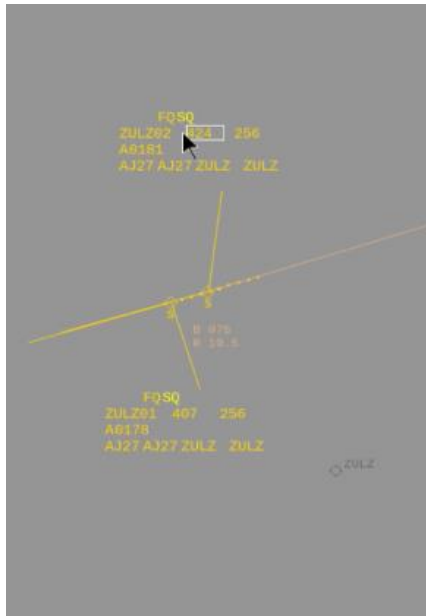 FQSQ
ZULZ02 424 256
A0181
AJ27 AJ27 ZULZ ZULZ
S
S
B 075
R 19.5
FQSQ
ZULZ01 407 256
A0178
AJ27 AJ27 ZULZ ZULZ
ZULZ